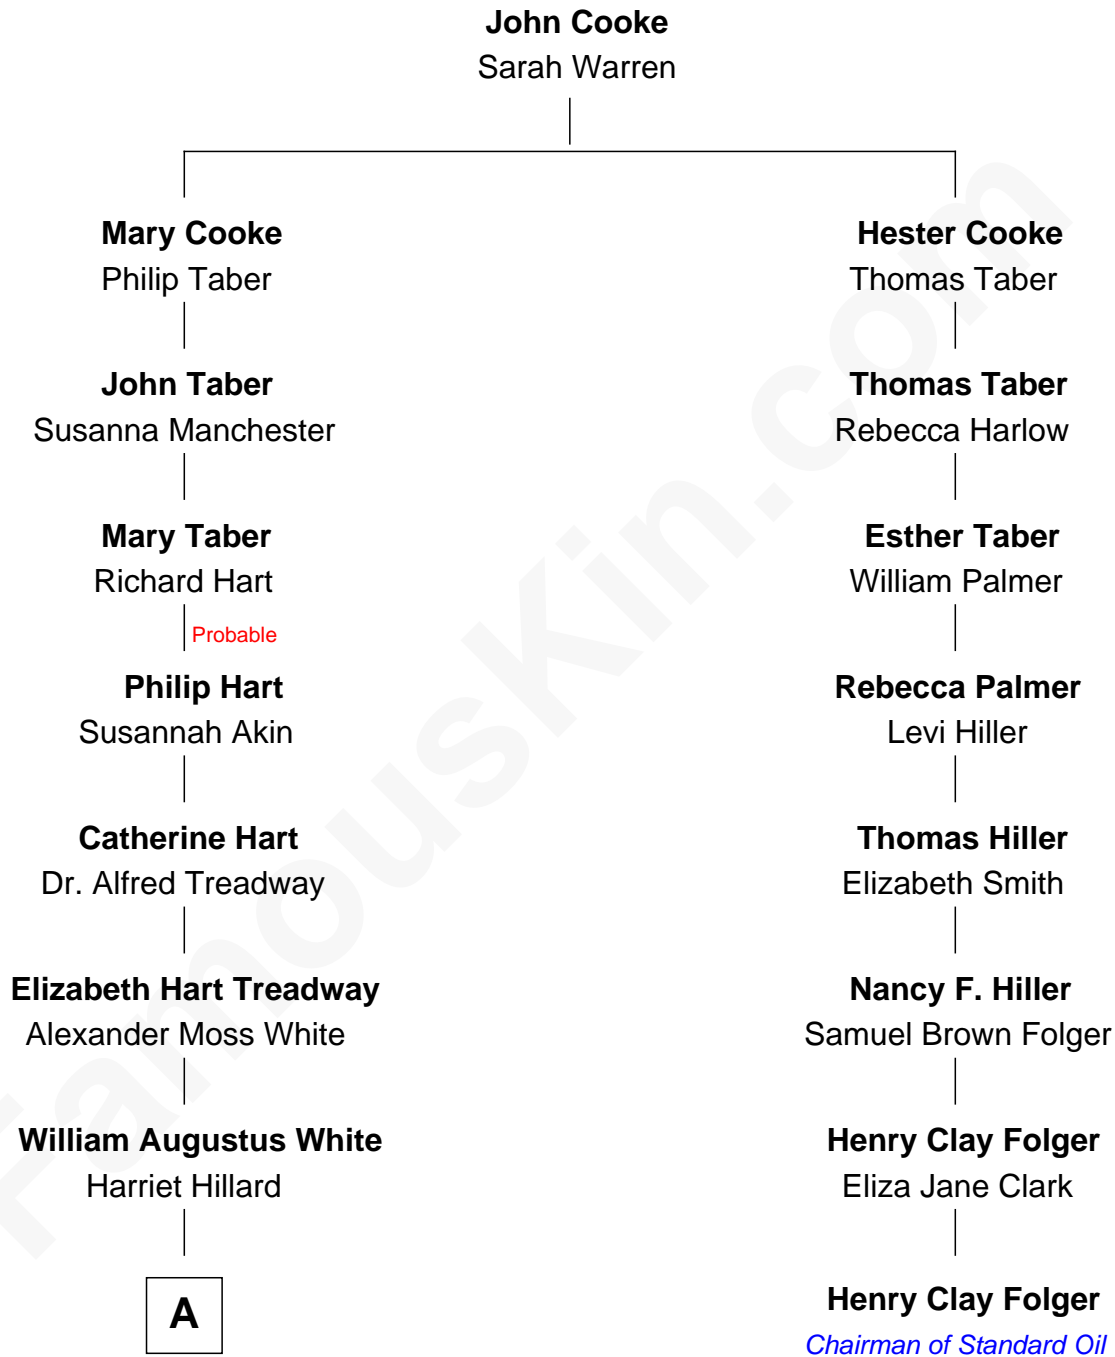 John Cooke
Sarah Warren
Mary Cooke
Philip Taber
Hester Cooke
Thomas Taber
John Taber
Susanna Manchester
Thomas Taber
Rebecca Harlow
Mary Taber
Richard Hart
Esther Taber
William Palmer
Probable
Philip Hart
Susannah Akin
Rebecca Palmer
Levi Hiller
Catherine Hart
Dr. Alfred Treadway
Thomas Hiller
Elizabeth Smith
Elizabeth Hart Treadway
Alexander Moss White
Nancy F. Hiller
Samuel Brown Folger
William Augustus White
Harriet Hillard
Henry Clay Folger
Eliza Jane Clark
A
Henry Clay Folger
Chairman of Standard Oil
FamousKin.com